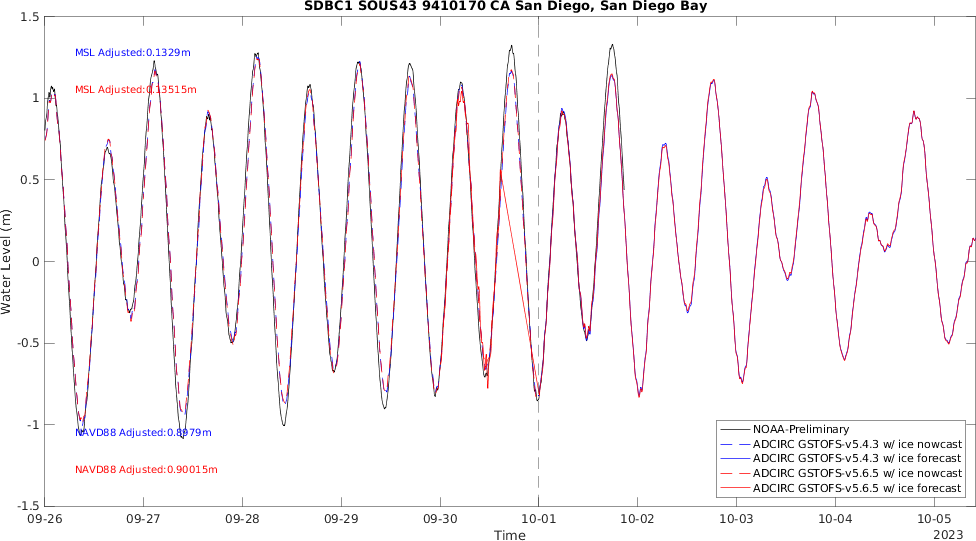 SDBC1 SOUS43 9410170 CA San Diego, San Diego Bay
1.5
MSL Adjusted:0.1329m
MSL Adjusted:0.13515m
1
0.5
0
-0.5
-1
-1.5
Water Level (m)
NAVD88 Adjusted:0.8979m
NAVD88 Adjusted:0.90015m
NOAA-Preliminary
ADCIRC GSTOFS-v5.4.3 w/ ice nowcast
ADCIRC GSTOFS-v5.4.3 w/ ice forecast
ADCIRC GSTOFS-v5.6.5 w/ ice nowcast
ADCIRC GSTOFS-v5.6.5 w/ ice forecast
09-26 09-27 09-28 09-29 09-30 10-01 10-02 10-03 10-04 10-05
Time
2023